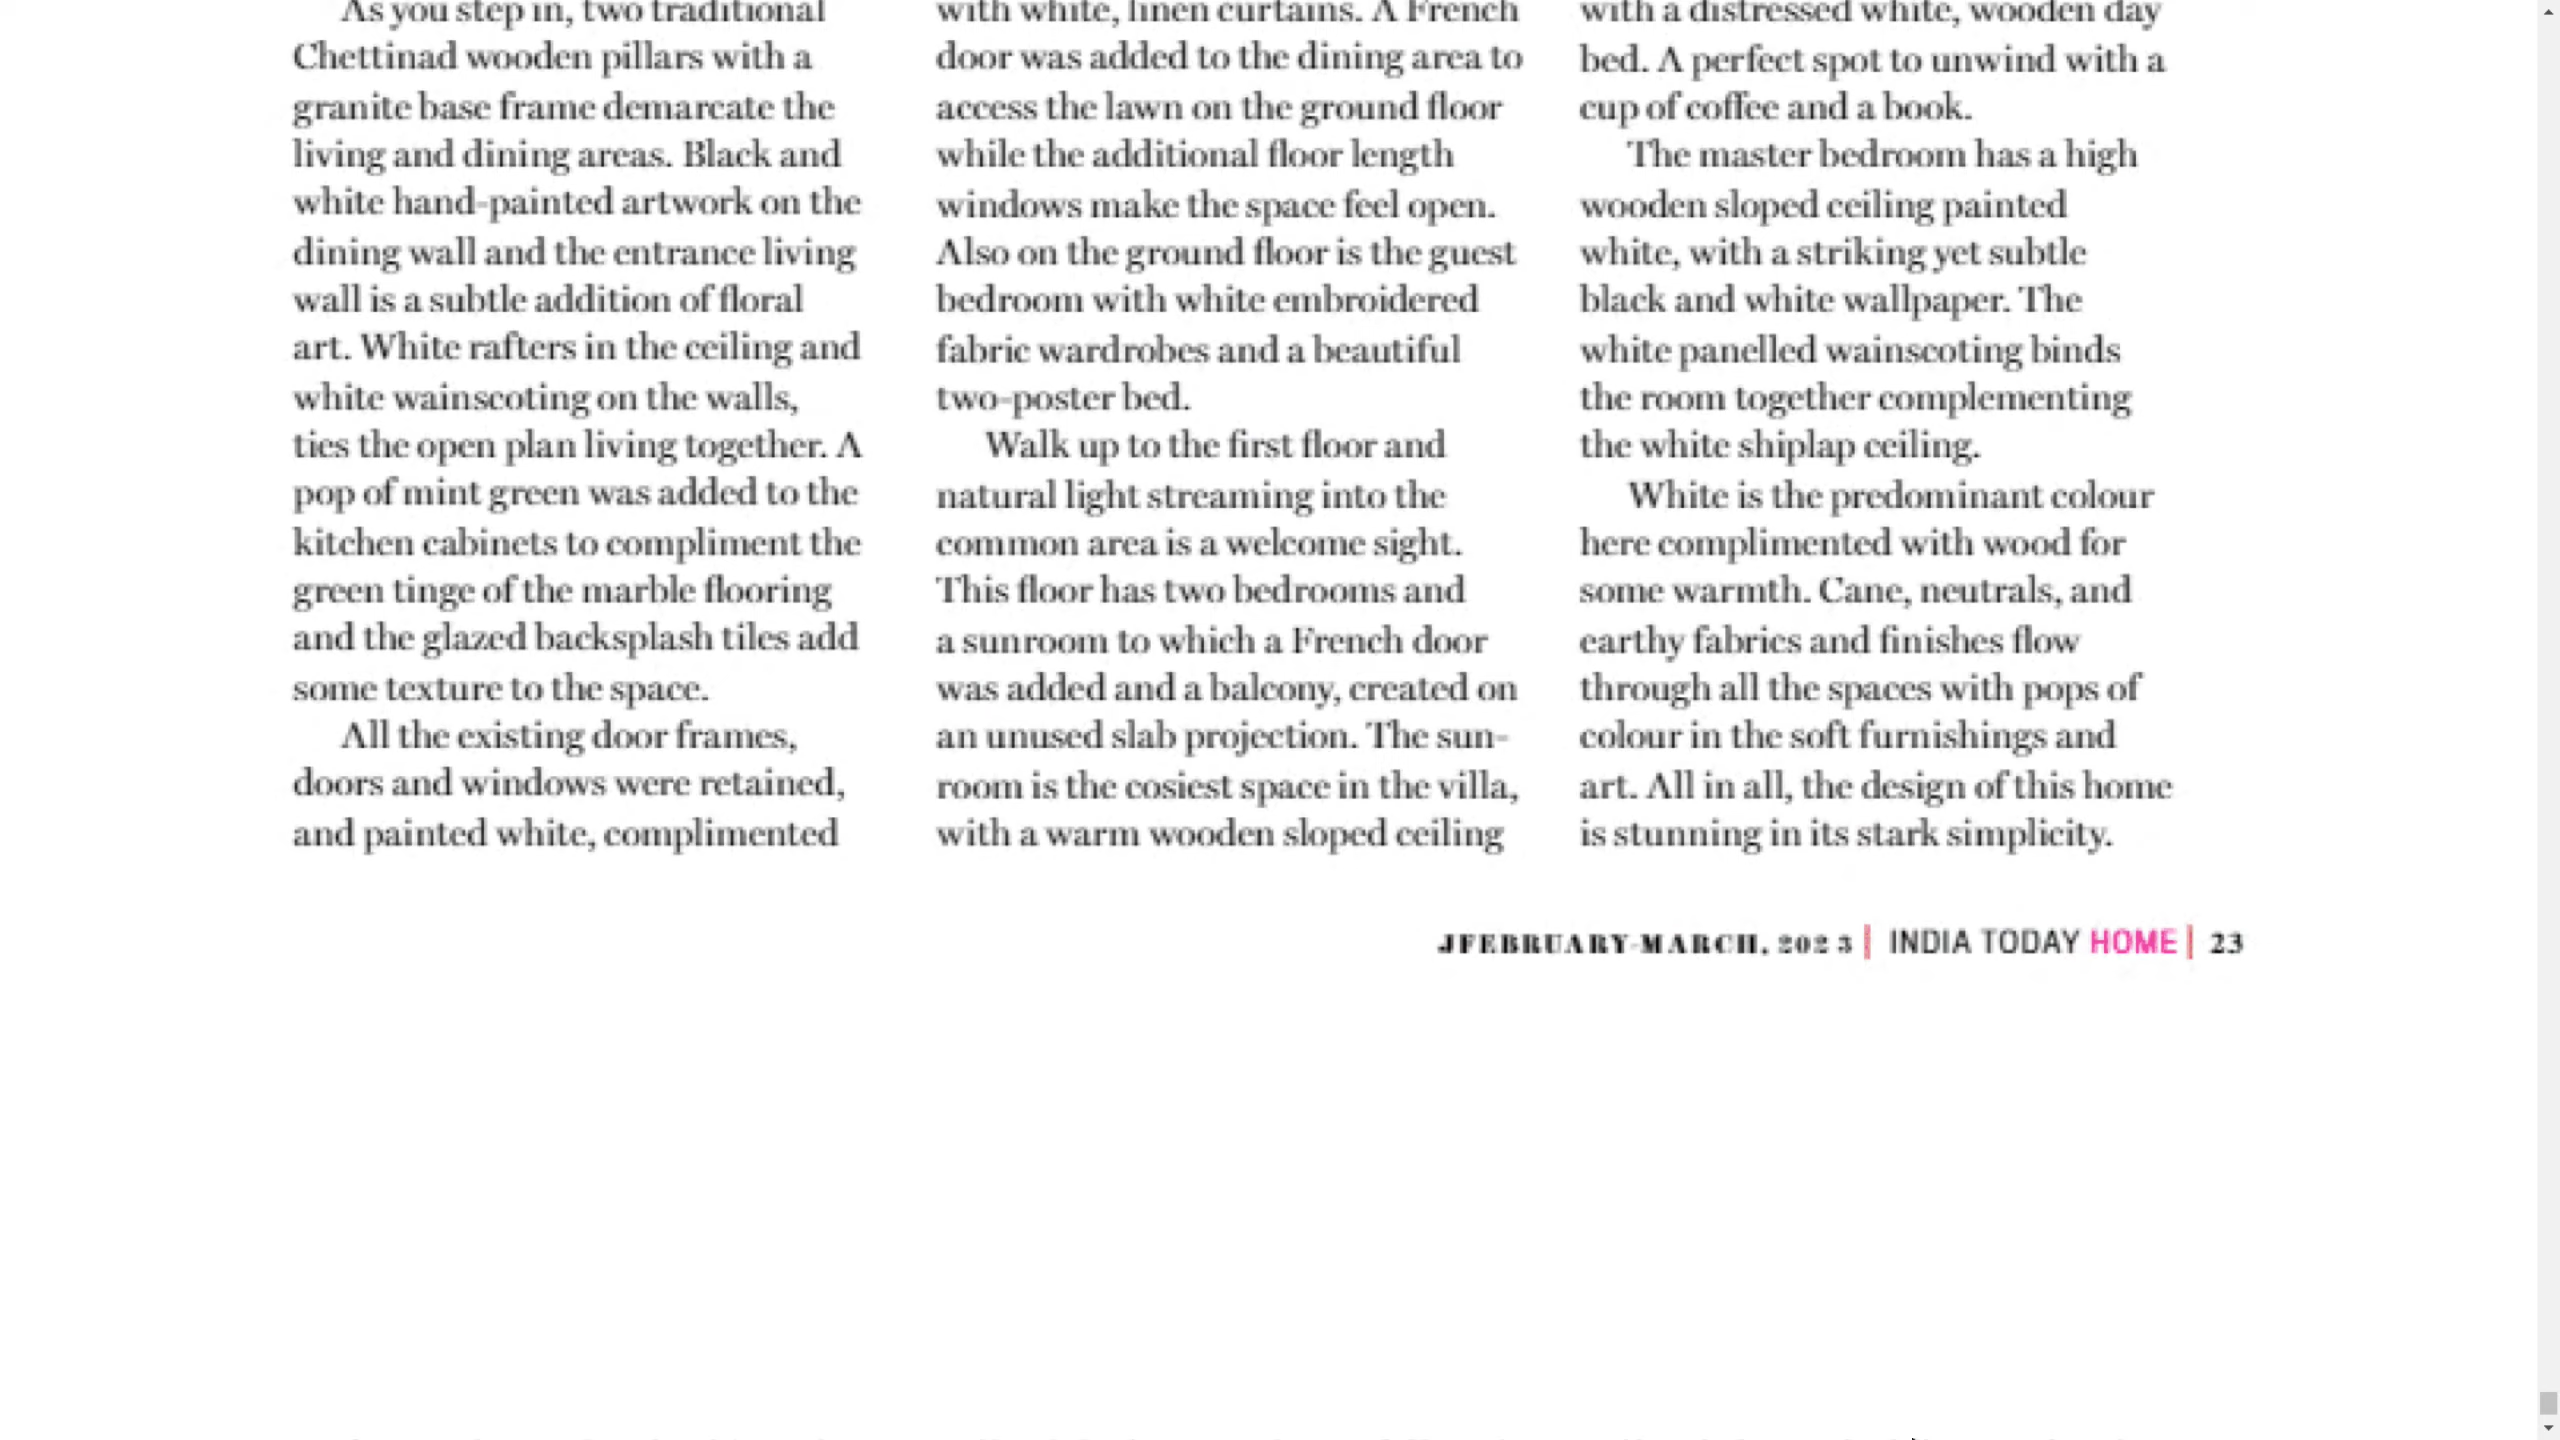 As you step in, two traditional
Chettinad wooden pillars with a
granite base frame demarcate the
living and dining areas. Black and
white hand-painted artwork on the
dining wall and the entrance living
wall is a subtle addition of floral
art. White rafters in the ceiling and
white wainscoting on the walls,
ties the open plan living together. A
pop of mint green was added to the
kitchen cabinets to compliment the
green tinge of the marble flooring
and the glazed backsplash tiles add
some texture to the space.
All the existing door frames,
doors and windows were retained,
and painted white, complimented
with white, linen curtains. A French
door was added to the dining area to
access the lawn on the ground floor
while the additional floor length
windows make the space feel open.
Also on the ground floor is the guest
bedroom with white embroidered
fabric wardrobes and a beautiful
two-poster bed.
Walk up to the first floor and
natural light streaming into the
common area is a welcome sight.
This floor has two bedrooms and
a sunroom to which a French door
was added and a balcony, created on
an unused slab projection. The sun-
room is the cosiest space in the villa,
with a warm wooden sloped ceiling
with a distressed white, wooden day
bed. A perfect spot to unwind with a
cup of coffee and a book.
The master bedroom has a high
wooden sloped ceiling painted
white, with a striking yet subtle
black and white wallpaper. The
white panelled wainscoting binds
the room together complementing
the white shiplap ceiling.
White is the predominant colour
here complimented with wood for
some warmth. Cane, neutrals, and
earthy fabrics and finishes flow
through all the spaces with pops of
colour in the soft furnishings and
art. All in all, the design of this home
is stunning in its stark simplicity.
JFEBRUARY-MARCH, 202 3 | INDIA TODAY HOME | 23